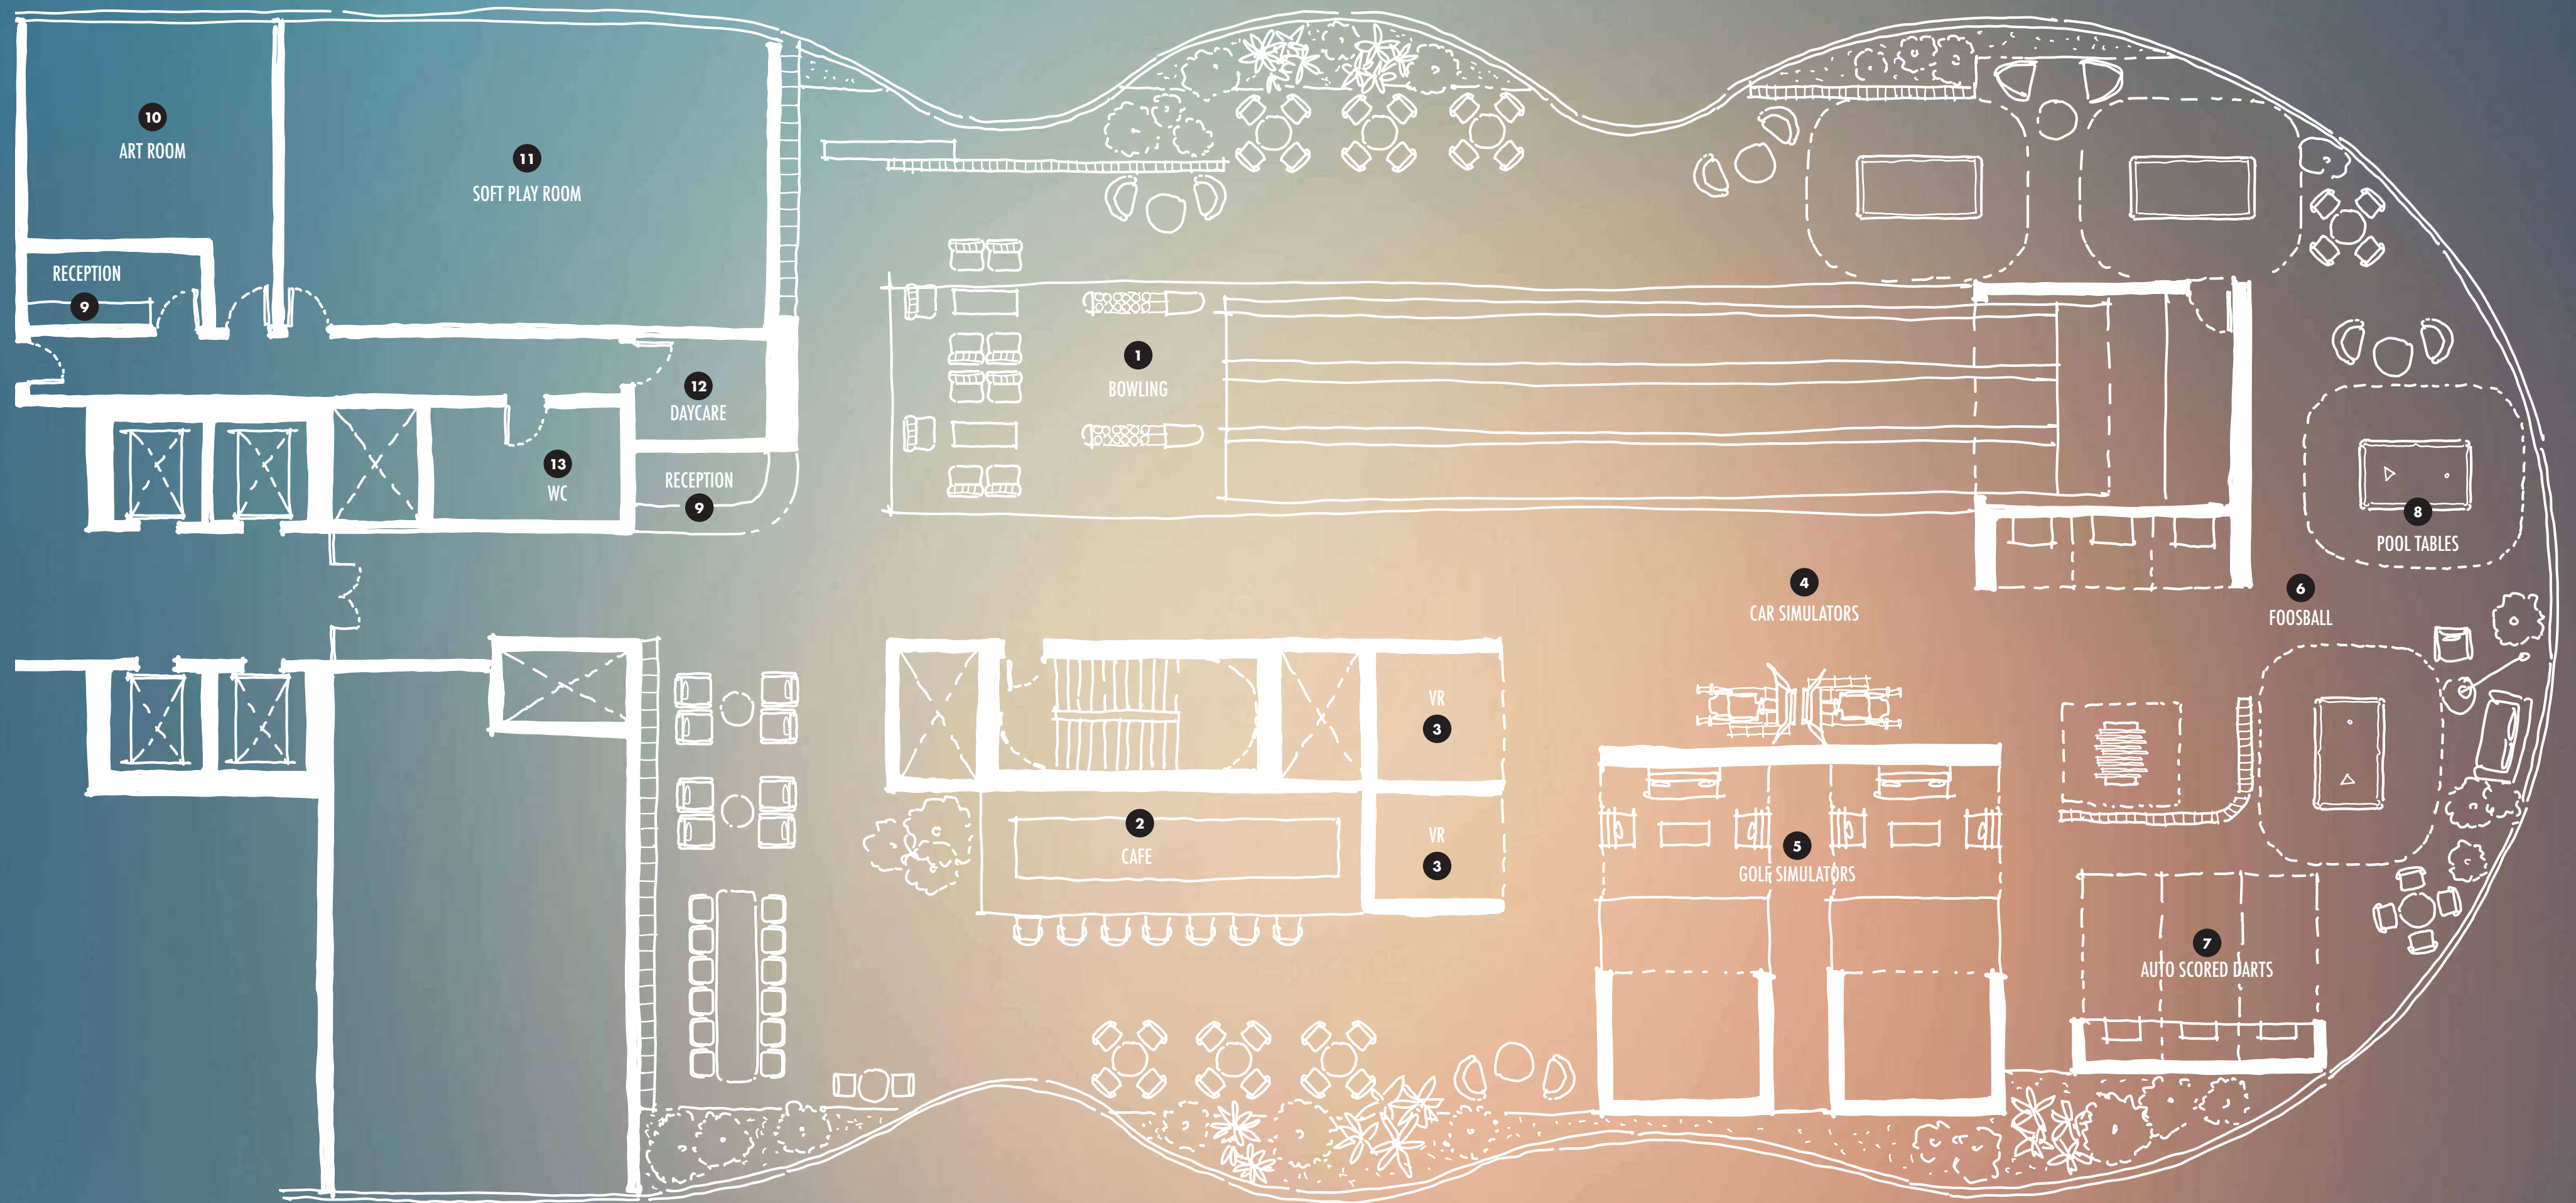 10
ART ROOM
11
SOFT PLAY ROOM
RECEPTION
9
1
BOWLING
12
DAYCARE
13
WC
RECEPTION
9
8
POOL TABLES
4
CAR SIMULATORS
6
FOOSBALL
VR
3
2
CAFE
VR
3
5
GOLF SIMULATORS
7
AUTO SCORED DARTS